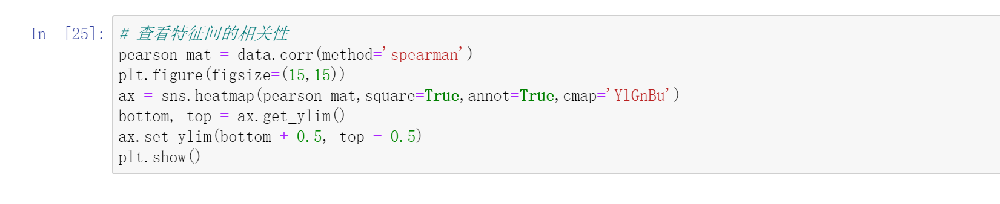 In [25]:
# 查看特征间的相关性
pearson_mat = data.corr(method='spearman')
plt.figure(figsize=(15,15))
ax = sns.heatmap(pearson_mat,square=True,annot=True,cmap='YlGnBu')
bottom, top = ax.get_ylim()
ax.set_ylim(bottom + 0.5, top - 0.5)
plt.show()